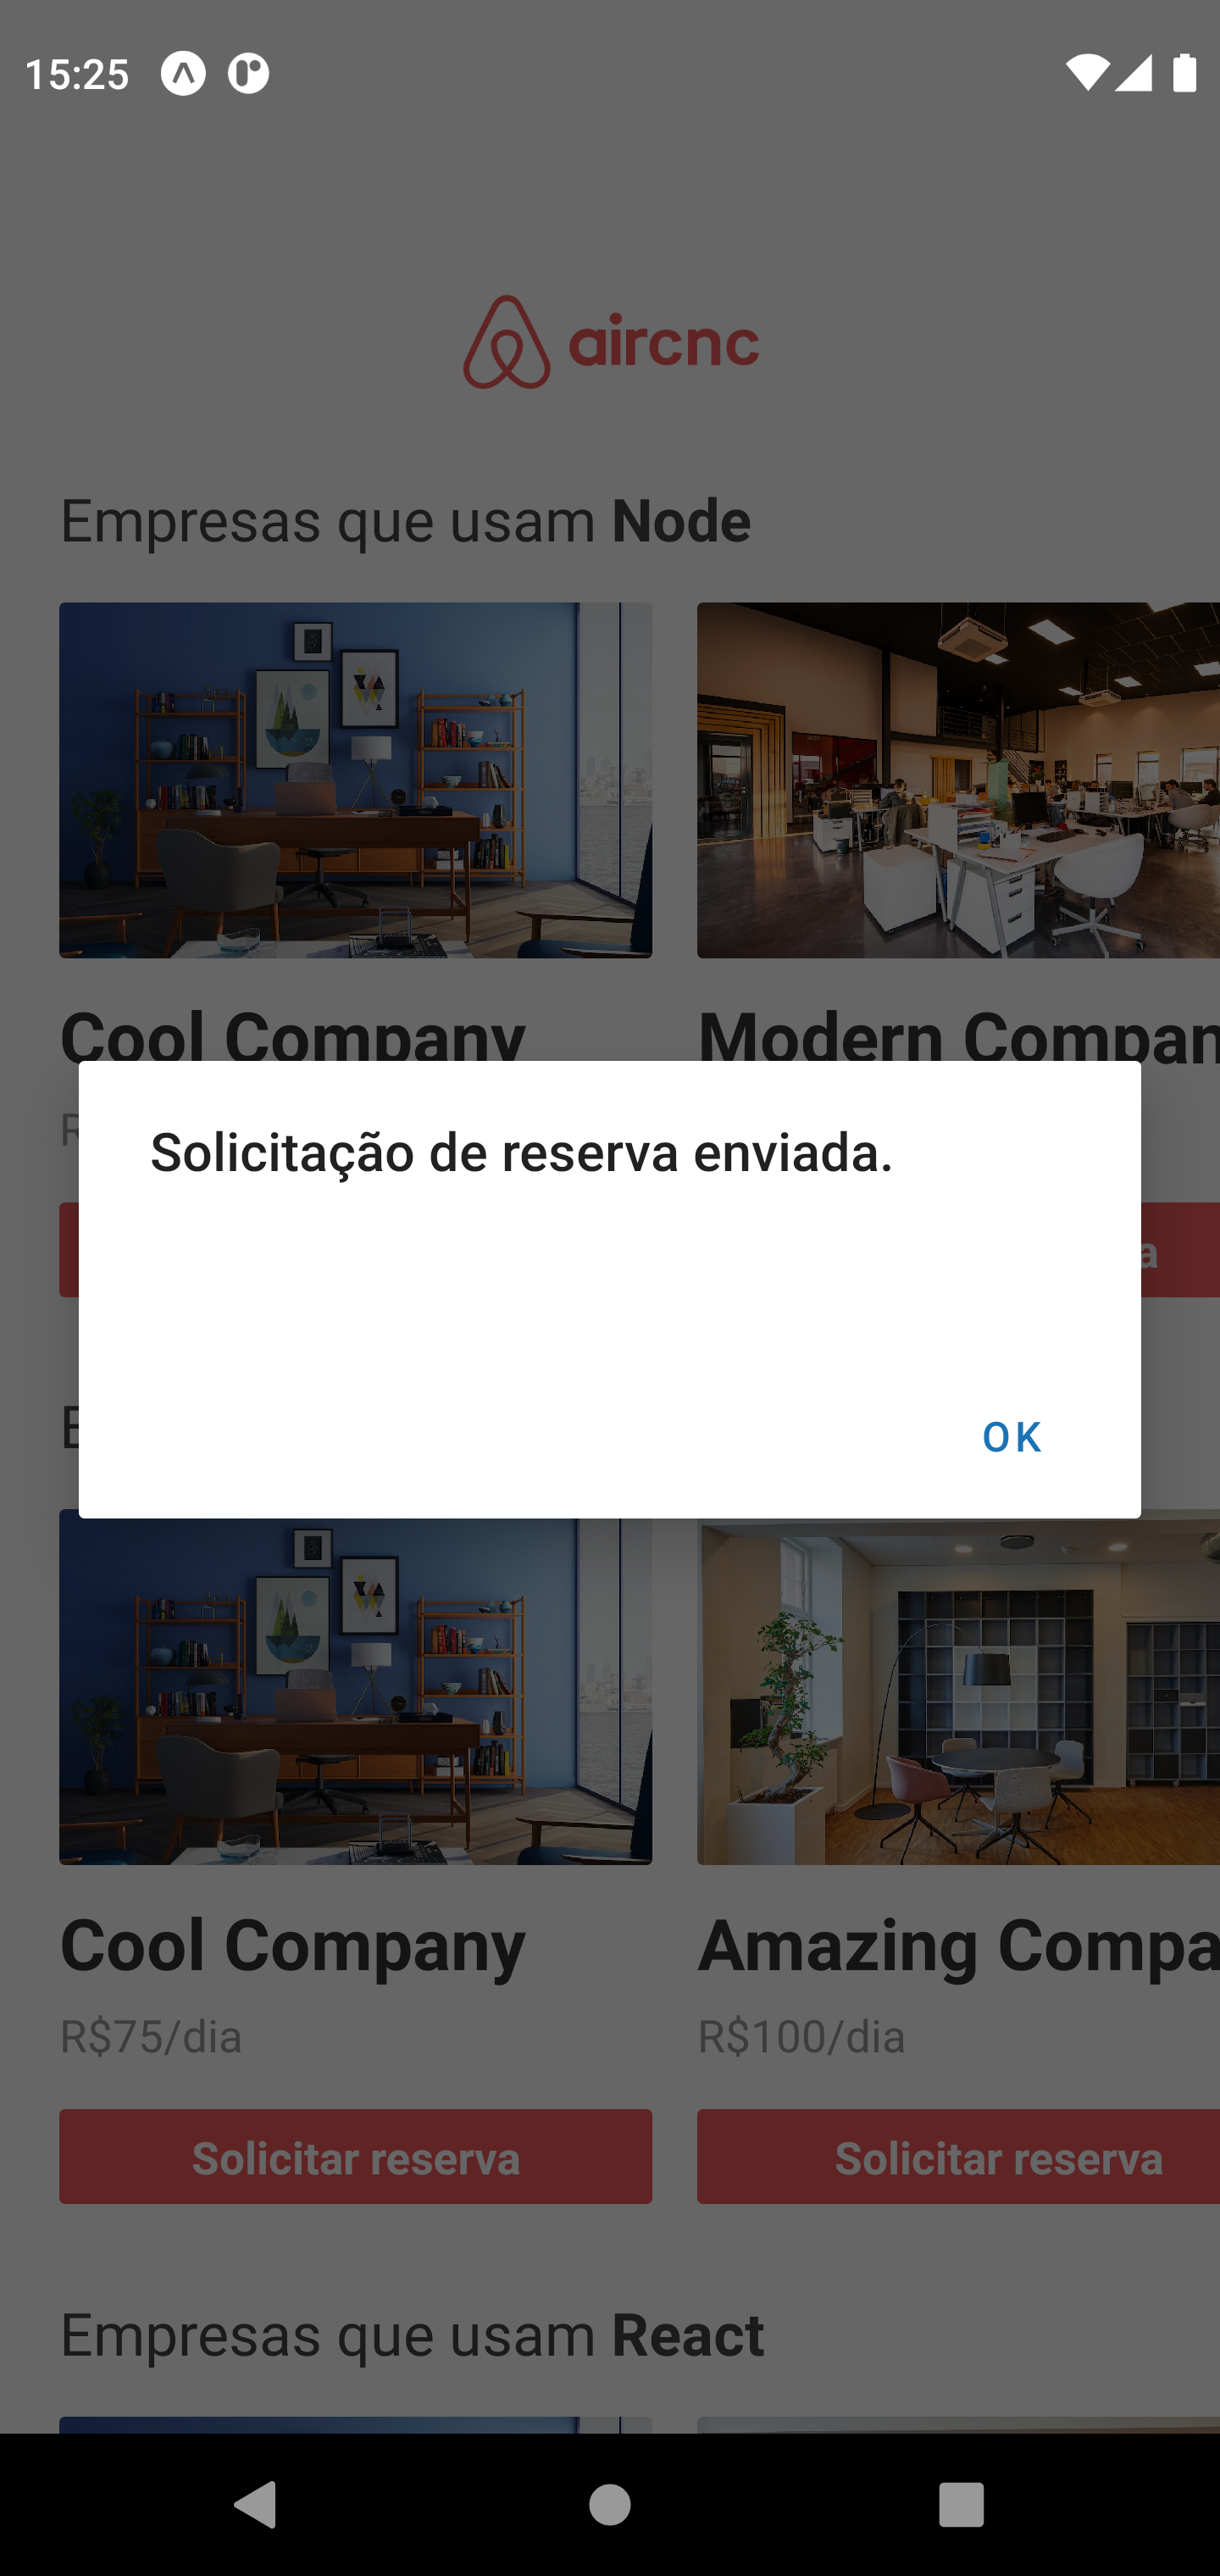 15:25
aircnc
Empresas que usam Node
Cool Company
Modern Compan
R
Solicitação de reserva enviada.
a
OK
E
Cool Company
Amazing Compa
R$75/dia
R$100/dia
Solicitar reserva
Solicitar reserva
Empresas que usam React